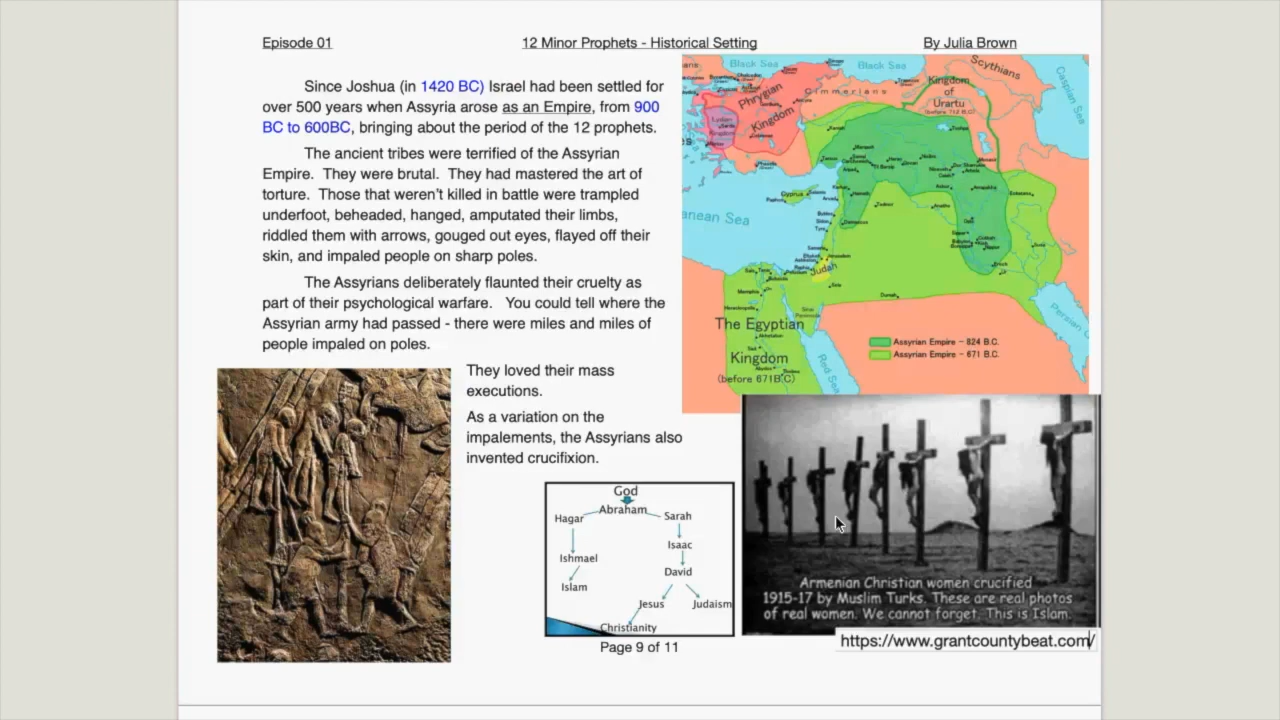 Episode 01
12 Minor Prophets - Historical Setting
By Julia Brown
Since Joshua (in 1420 BC) Israel had been settled for
over 500 years when Assyria arose as an Empire, from 900
BC to 600BC, bringing about the period of the 12 prophets.
The ancient tribes were terrified of the Assyrian
Empire. They were brutal. They had mastered the art of
torture. Those that weren't killed in battle were trampled
underfoot, beheaded, hanged, amputated their limbs,
riddled them with arrows, gouged out eyes, flayed off their
skin, and impaled people on sharp poles.
The Assyrians deliberately flaunted their cruelty as
part of their psychological warfare. You could tell where the
Assyrian army had passed - there were miles and miles of
people impaled on poles.
They loved their mass
executions.
As a variation on the
impalements, the Assyrians also
invented crucifixion.
Black Sea
Black Sea
Scythians
Caspian Sea
Cimmerians
Phrygian
Kingdom
Kingdom
of
Urartu
(before 712 B.C)
Lydian
Kingdom
Cyprus
anean Sea
Judah
Sinai
Peninsula
The Egyptian
Kingdom
(before 671B.C)
Red Sea
Persian G
Assyrian Empire - 824 B.C.
Assyrian Empire - 671 B.C.
God
Abraham
Hagar
Sarah
Isaac
Ishmael
David
Islam
Jesus
Judaism
Christianity
Armenian Christian women crucified
1915-17 by Muslim Turks. These are real photos
of real women. We cannot forget. This is Islam.
https://www.grantcountybeat.com/
Page 9 of 11